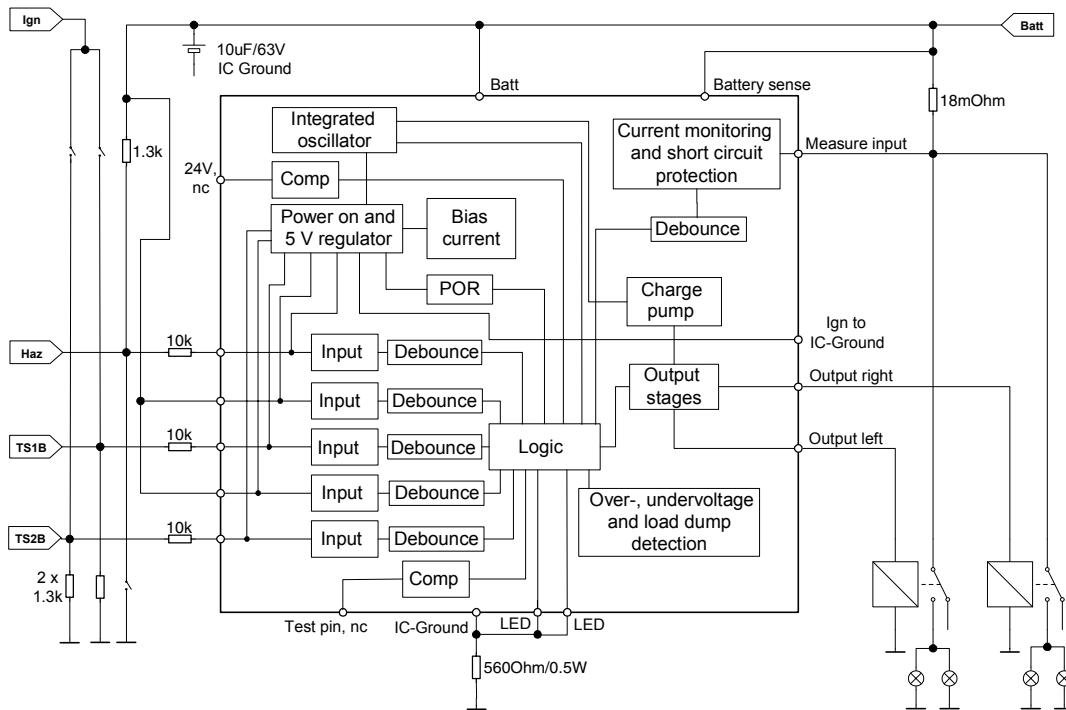 Ign
Batt
10uF/63V
IC Ground
Batt
Battery sense
18mOhm
Integrated
oscillator
Current monitoring
and short circuit
protection
Measure input
1.3k
24V,
nc
Comp
Power on and
5 V regulator
Bias
current
Debounce
POR
Charge
pump
Ign to
IC-Ground
Haz
10k
Input
Debounce
Output
stages
Output right
Input
Debounce
TS1B
10k
Input
Debounce
Logic
Output left
Input
Debounce
Over-, undervoltage
and load dump
detection
TS2B
10k
Input
Debounce
2 x
1.3k
Comp
Test pin, nc
IC-Ground
LED
LED
560Ohm/0.5W